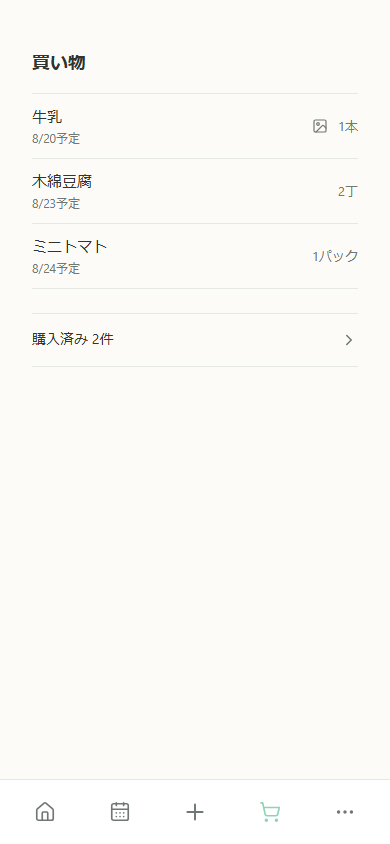 買い物
牛乳
8/20予定
1本
木綿豆腐
8/23予定
2丁
ミニトマト
8/24予定
1パック
購入済み 2件